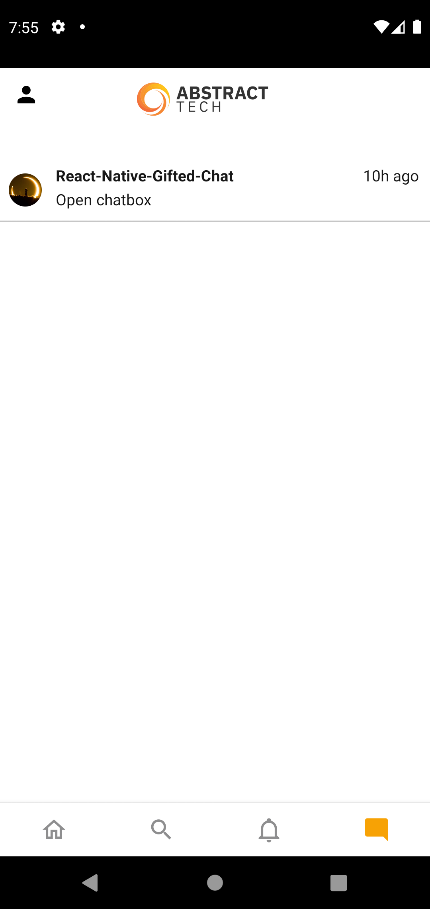 7:55
ABSTRACT
TECH
React-Native-Gifted-Chat 10h ago
Open chatbox